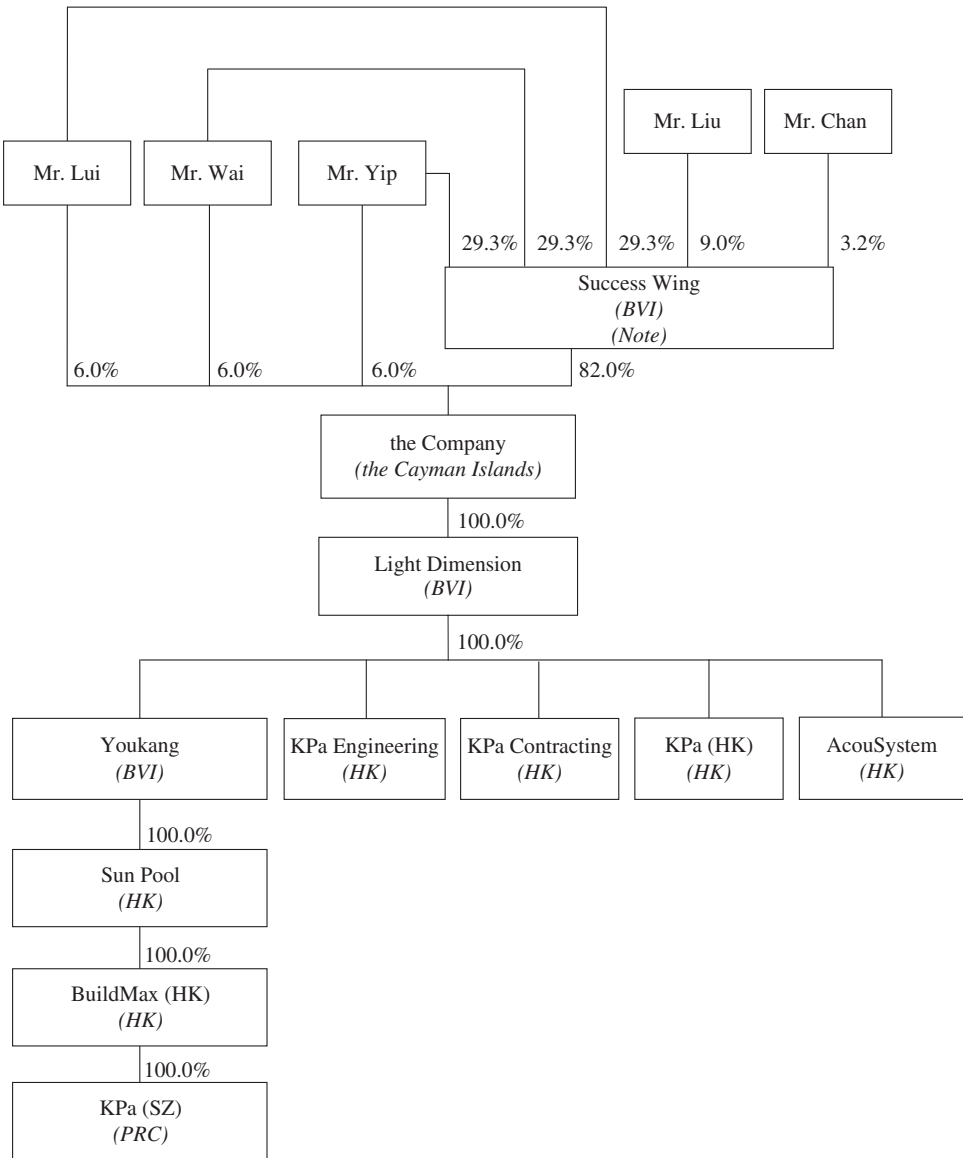 Mr. Liu
Mr. Chan
Mr. Lui
Mr. Wai
Mr. Yip
29.3%
29.3%
29.3%
9.0%
3.2%
Success Wing
(BVI)
(Note)
6.0%
6.0%
6.0%
82.0%
the Company
(the Cayman Islands)
100.0%
Light Dimension
(BVI)
100.0%
Youkang
(BVI)
KPa Engineering
(HK)
KPa Contracting
(HK)
KPa (HK)
(HK)
AcouSystem
(HK)
100.0%
Sun Pool
(HK)
100.0%
BuildMax (HK)
(HK)
100.0%
KPa (SZ)
(PRC)